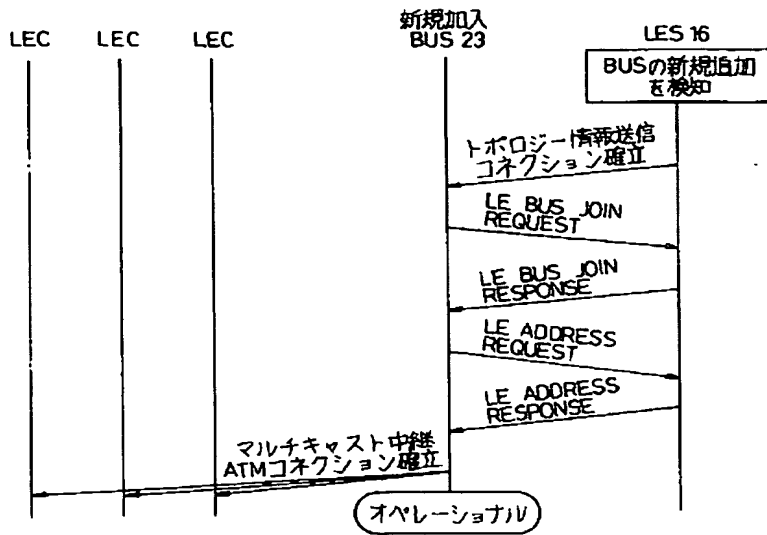 LEC
LEC
LEC
新規加入
BUS 23
LES 16
BUSの新規追加
を検知
トポロジー情報送信
コネクション確立
LE BUS JOIN
REQUEST
LE BUS JOIN
RESPONSE
LE ADDRESS
REQUEST
LE ADDRESS
RESPONSE
マルチキャスト中継
ATMコネクション確立
オペレーショナル